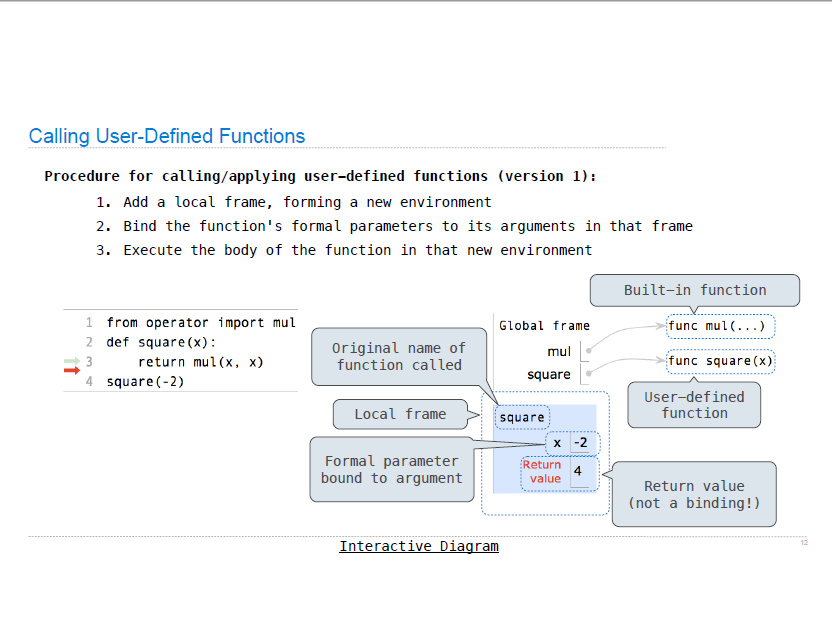 Calling User-Defined Functions
Procedure for calling/applying user–defined functions (version 1):
1. Add a local frame, forming a new environment
2. Bind the function's formal parameters to its arguments in that frame
3. Execute the body of the function in that new environment
1 from operator import mul
2 def square(x):
3     return mul(x, x)
4 square(-2)
Built–in function
Global frame
func mul(...)
mul
square
func square(x)
Original name of
function called
User–defined
function
Local frame
square
x -2
Formal parameter
bound to argument
Return
value 4
Return value
(not a binding!)
Interactive Diagram
12